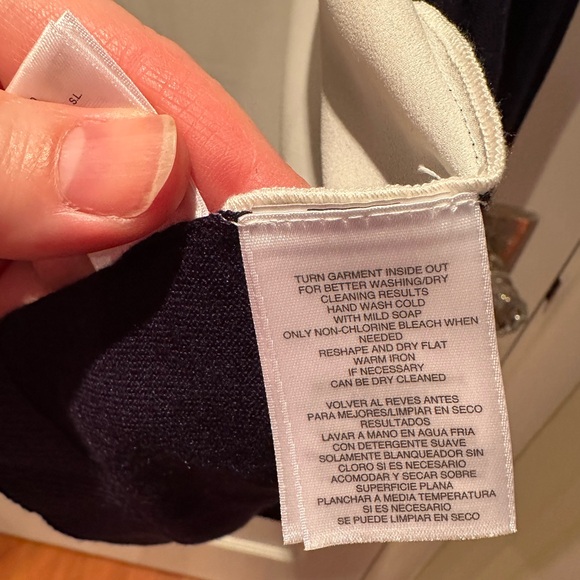 S.L
TURN GARMENT INSIDE OUT
FOR BETTER WASHING/DRY
CLEANING RESULTS
HAND WASH COLD
WITH MILD SOAP
ONLY NON-CHLORINE BLEACH WHEN
NEEDED
RESHAPE AND DRY FLAT
WARM IRON
IF NECESSARY
CAN BE DRY CLEANED
VOLVER AL REVES ANTES
PARA MEJORES/LIMPIAR EN SECO
RESULTADOS
LAVAR A MANO EN AGUA FRIA
CON DETERGENTE SUAVE
SOLAMENTE BLANQUEADOR SIN
CLORO SI ES NECESARIO
ACOMODAR Y SECAR SOBRE
SUPERFICIE PLANA
PLANCHAR A MEDIA TEMPERATURA
SI ES NECESARIO
SE PUEDE LIMPIAR EN SECO